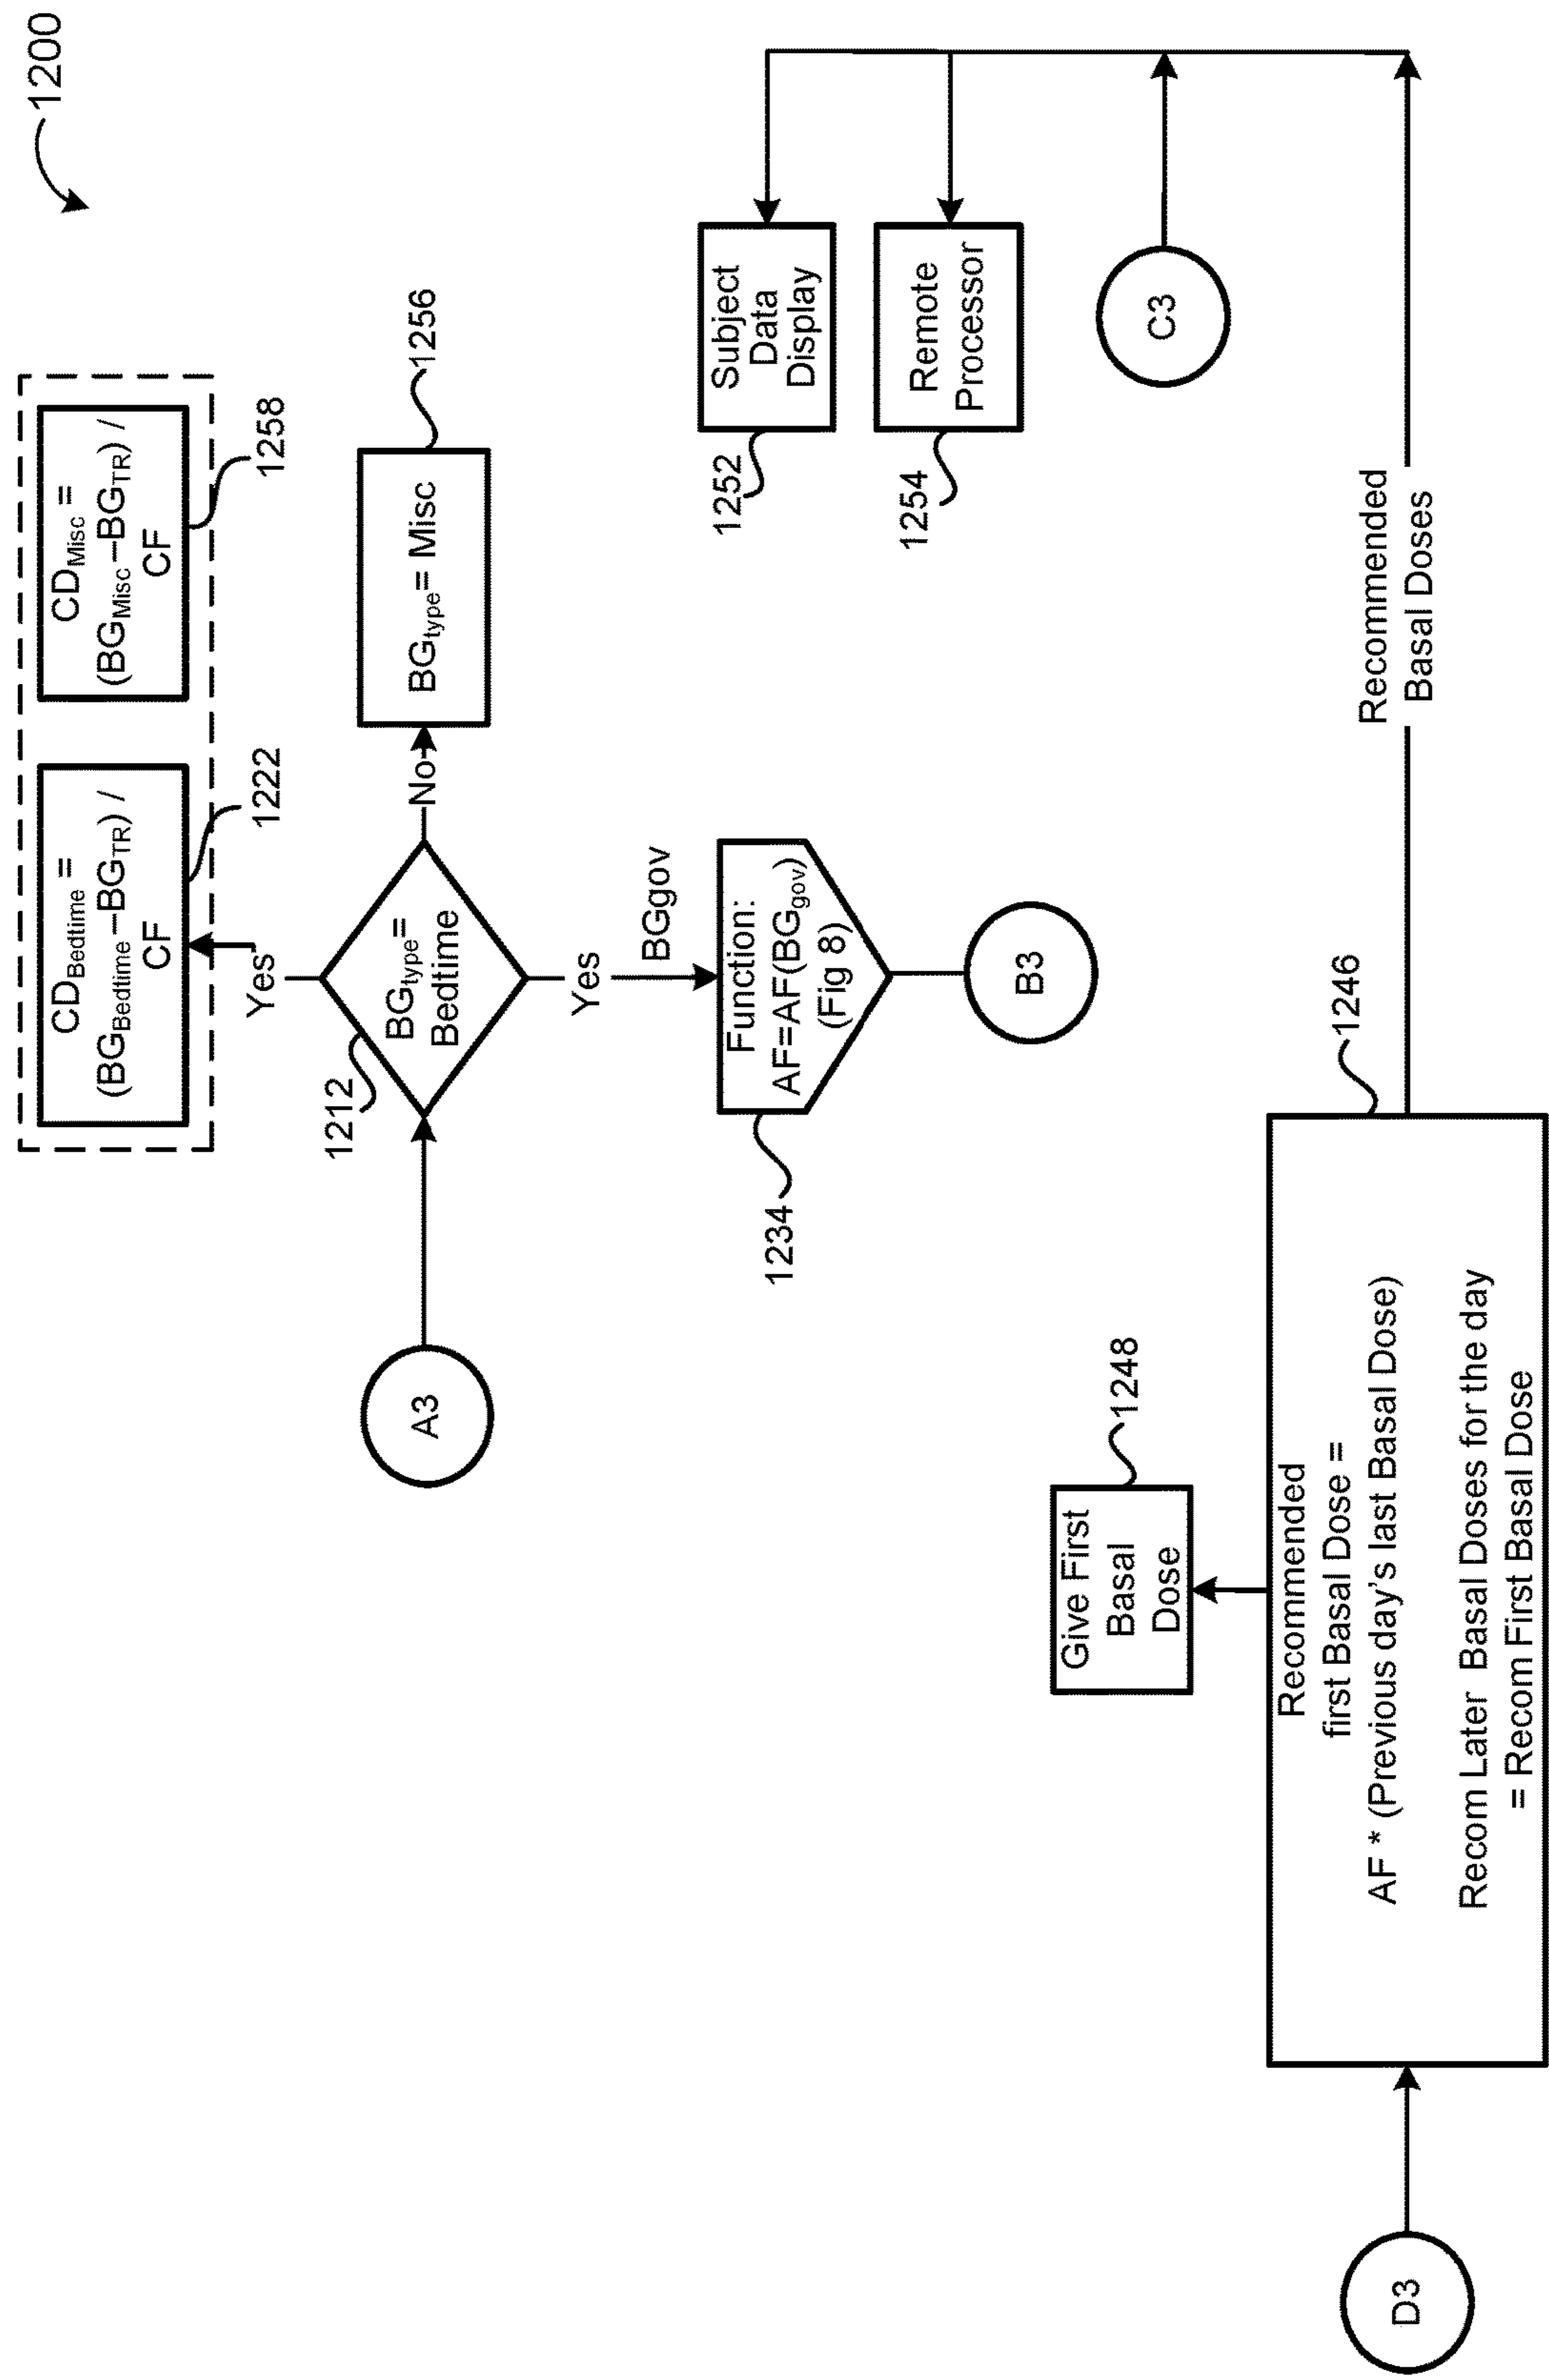 1200
CD_Bedtime =
(BG_Bedtime–BG_TR) /
CF
1222
CD_Misc =
(BG_Misc–BG_TR) /
CF
1258
Yes
A3
1212
BG_type=
Bedtime
No
BG_type= Misc
1256
Yes
BGgov
1234
Function:
AF=AF(BG_gov)
(Fig 8)
B3
Subject
Data
Display
1252
Remote
Processor
1254
C3
Give First
Basal
Dose
1248
D3
Recommended
first Basal Dose =
AF * (Previous day's last Basal Dose)
Recom Later Basal Doses for the day
= Recom First Basal Dose
1246
Recommended
Basal Doses